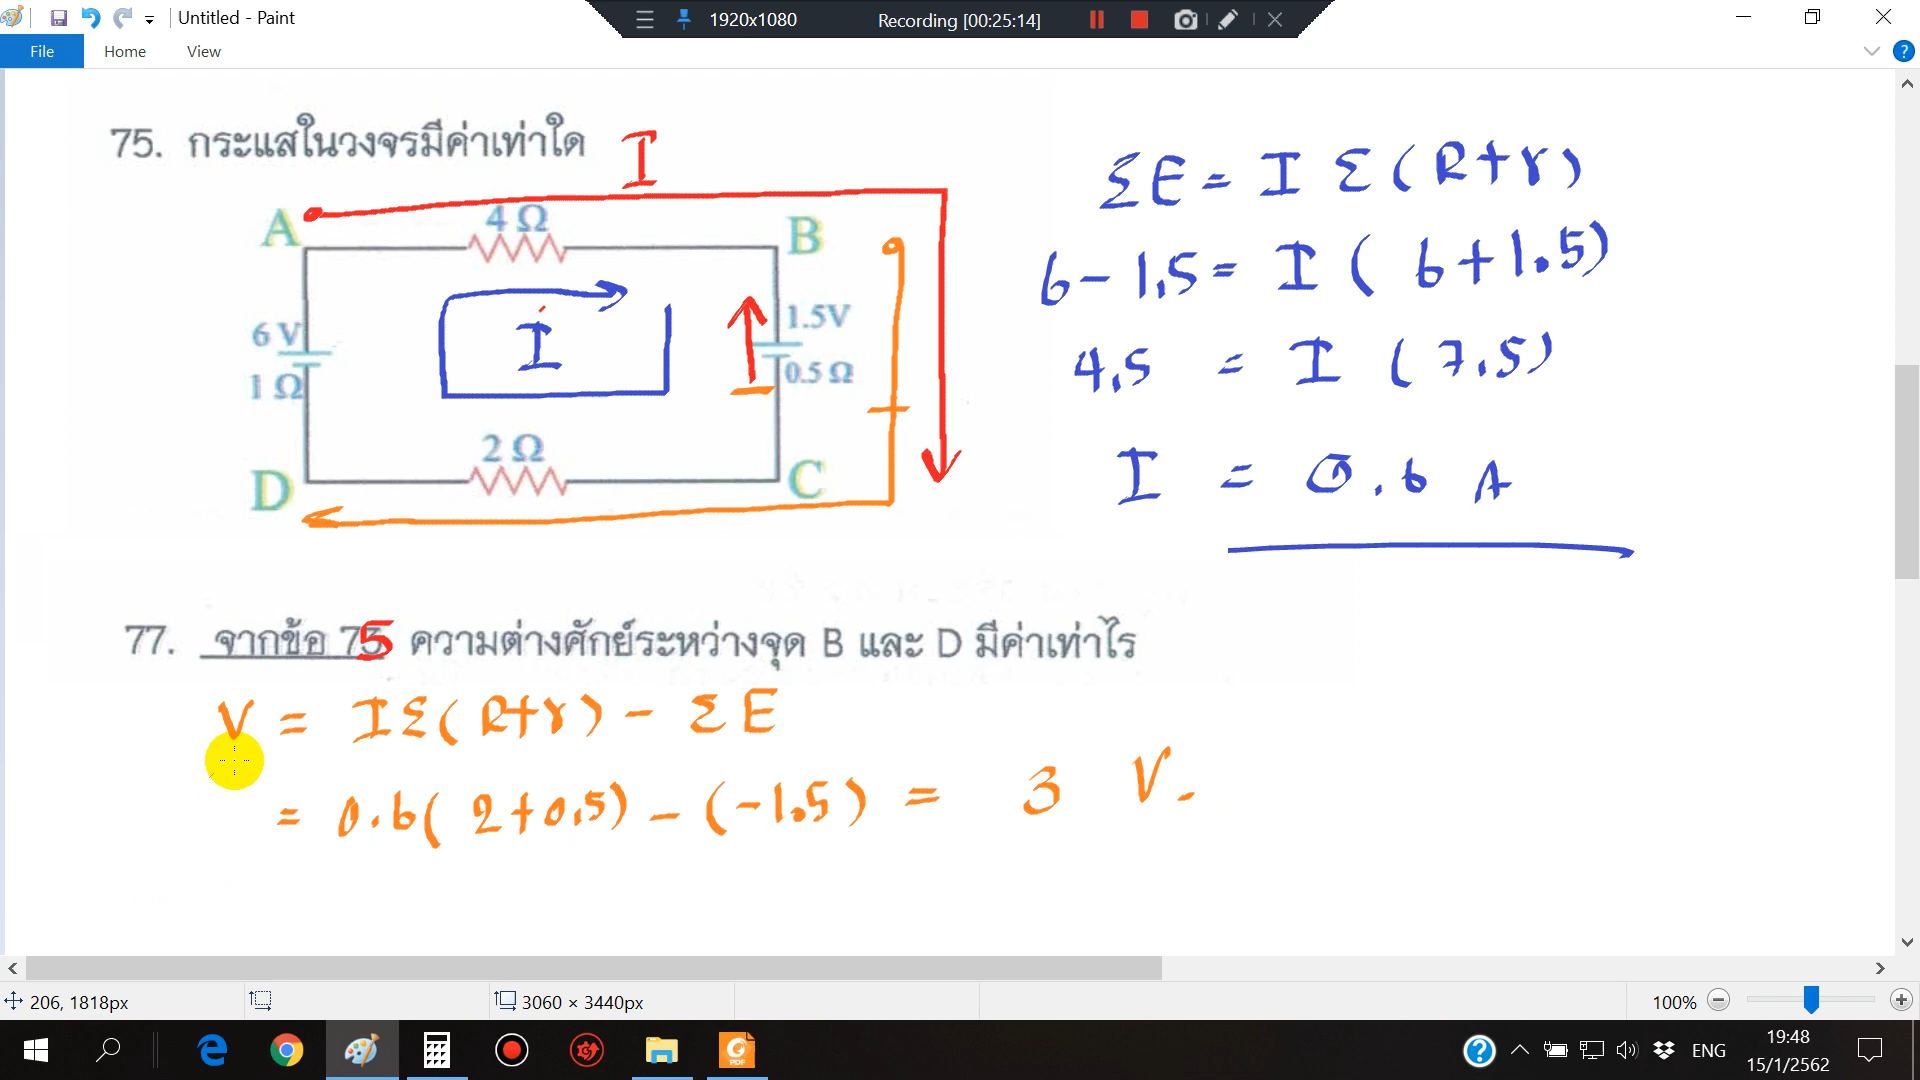 Untitled - Paint
1920x1080
Recording [00:25:14]
File
Home
View
75. กระแสในวงจรมีค่าเท่าใด
I
A
4 Ω
B
6 V
1 Ω
I
1.5V
0.5 Ω
D
2 Ω
C
ΣE = I Σ(R+r)
6 - 1.5 = I ( 6 + 1.5)
4.5 = I ( 7.5)
I = 0.6 A
77. จากข้อ 75 ความต่างศักย์ระหว่างจุด B และ D มีค่าเท่าไร
V = IΣ(R+r) - ΣE
= 0.6( 2+0.5) - (-1.5) = 3 V.
206, 1818px
3060 × 3440px
100%
PDF
ENG
19:48
15/1/2562